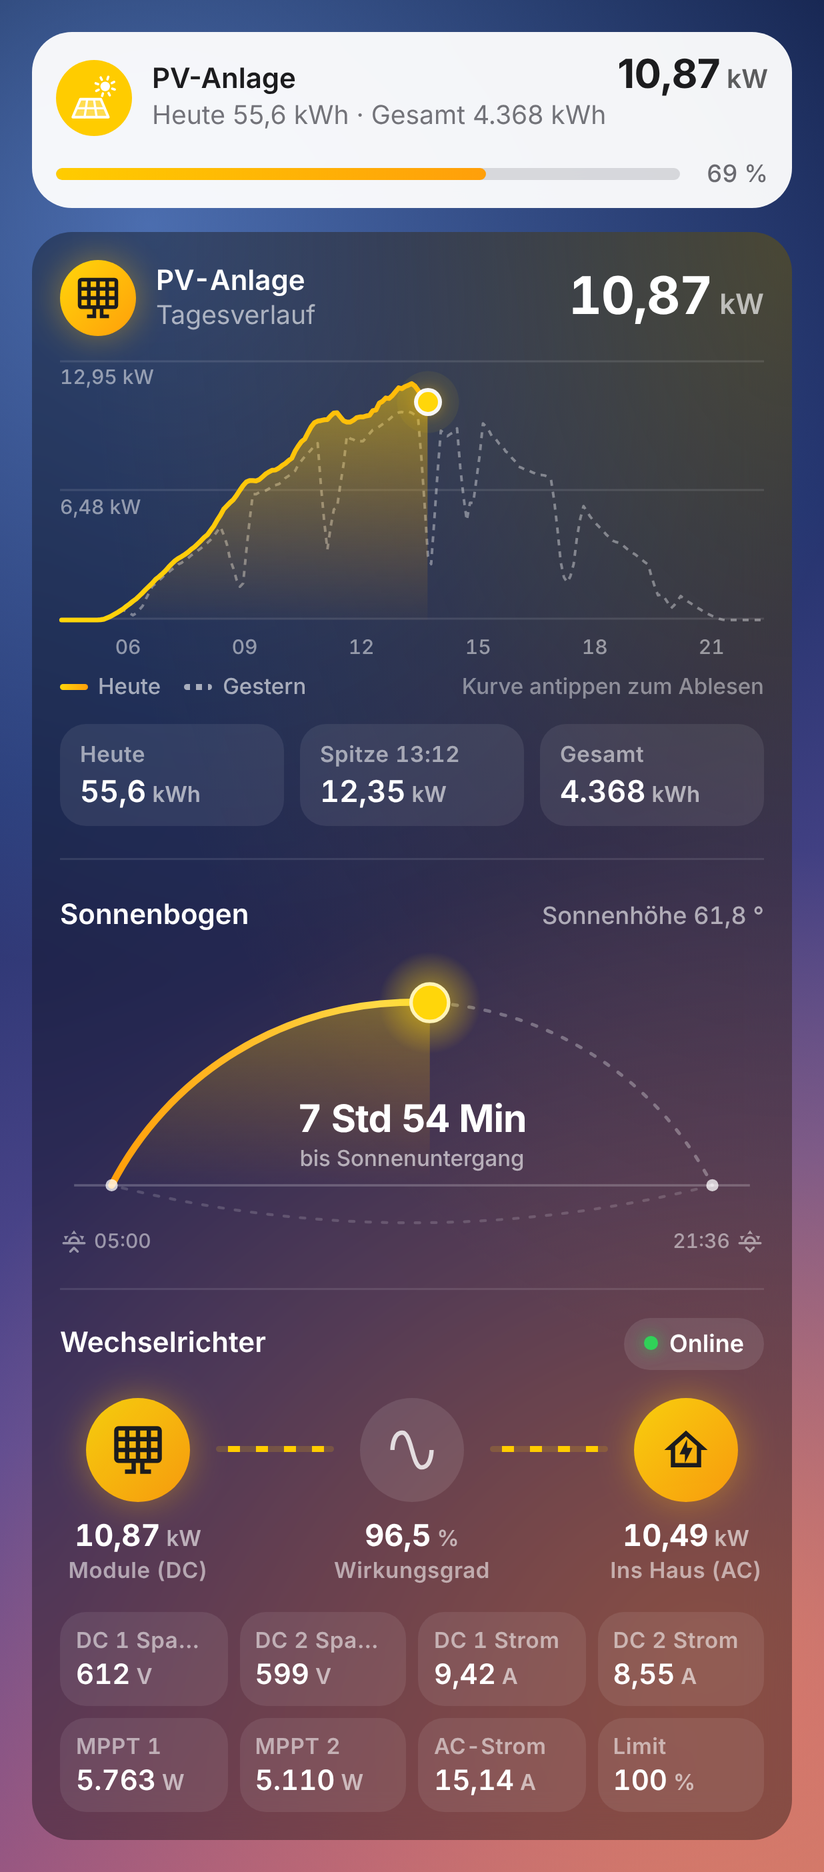 PV-Anlage
10,87 kW
Heute 55,6 kWh · Gesamt 4.368 kWh
69 %
PV-Anlage
Tagesverlauf
10,87 kW
12,95 kW
6,48 kW
06 09 12 15 18 21
Heute Gestern Kurve antippen zum Ablesen
Heute
55,6 kWh
Spitze 13:12
12,35 kW
Gesamt
4.368 kWh
Sonnenbogen
Sonnenhöhe 61,8 °
7 Std 54 Min
bis Sonnenuntergang
05:00
21:36
Wechselrichter
Online
10,87 kW
Module (DC)
96,5 %
Wirkungsgrad
10,49 kW
Ins Haus (AC)
DC 1 Spa...
612 V
DC 2 Spa...
599 V
DC 1 Strom
9,42 A
DC 2 Strom
8,55 A
MPPT 1
5.763 W
MPPT 2
5.110 W
AC-Strom
15,14 A
Limit
100 %